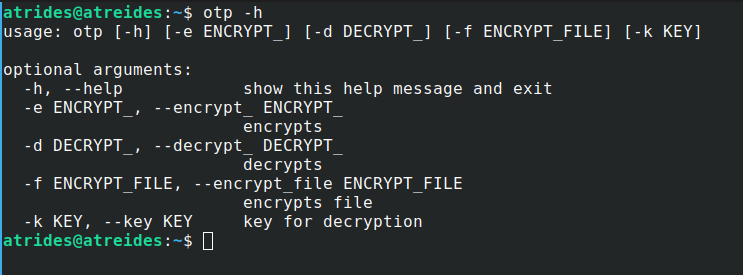 atrides@atreides:~$ otp -h
usage: otp [-h] [-e ENCRYPT_] [-d DECRYPT_] [-f ENCRYPT_FILE] [-k KEY]
optional arguments:
-h, --help show this help message and exit
-e ENCRYPT_, --encrypt_ ENCRYPT_
encrypts
-d DECRYPT_, --decrypt_ DECRYPT_
decrypts
-f ENCRYPT_FILE, --encrypt_file ENCRYPT_FILE
encrypts file
-k KEY, --key KEY key for decryption
atrides@atreides:~$